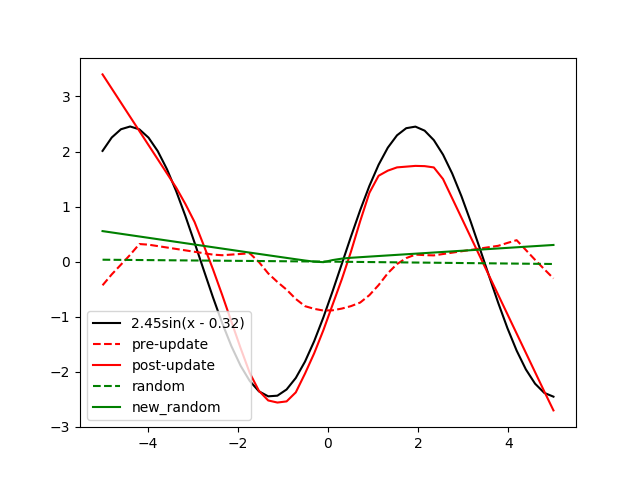 3
2
1
0
−1
−2
−3
−4
−2
0
2
4
2.45sin(x - 0.32)
pre-update
post-update
random
new_random